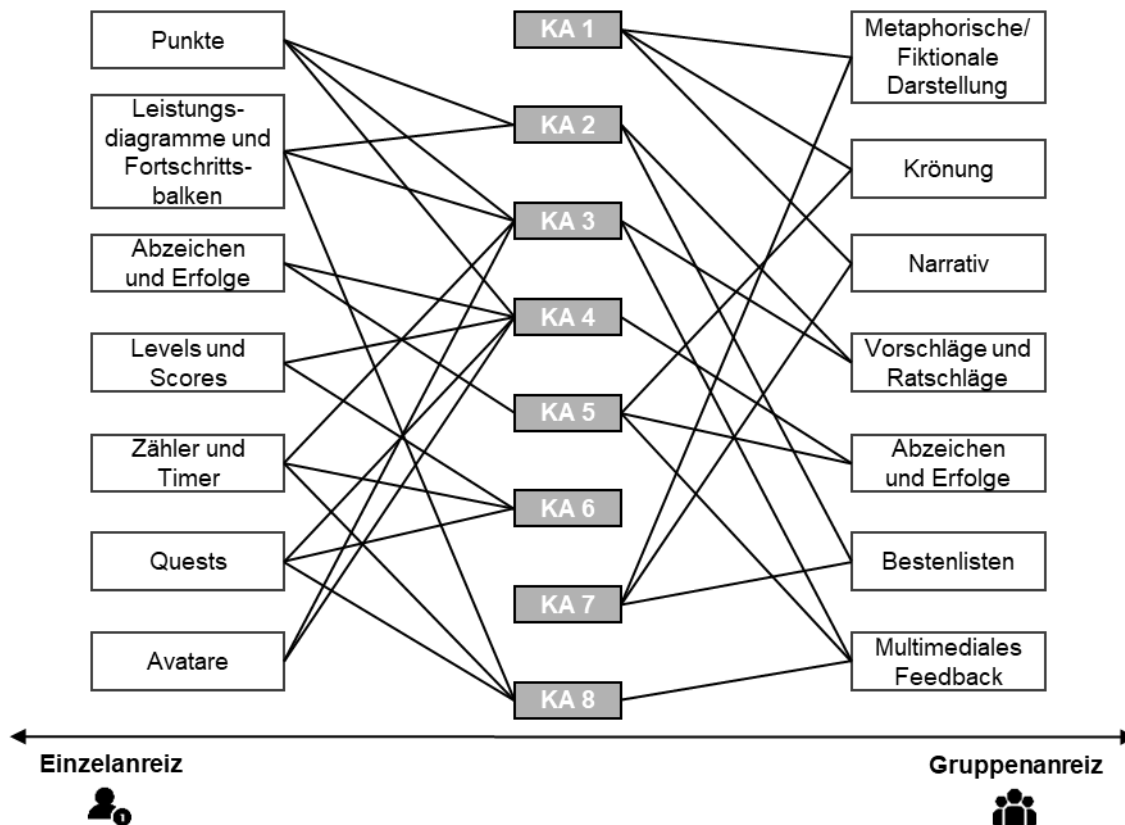 Punkte
Leistungs-
diagramme und
Fortschritts-
balken
Abzeichen
und Erfolge
Levels und
Scores
Zähler und
Timer
Quests
Avatare
KA 1
KA 2
KA 3
KA 4
KA 5
KA 6
KA 7
KA 8
Metaphorische/
Fiktionale
Darstellung
Krönung
Narrativ
Vorschläge und
Ratschläge
Abzeichen
und Erfolge
Bestenlisten
Multimediales
Feedback
Einzelanreiz
1
Gruppenanreiz